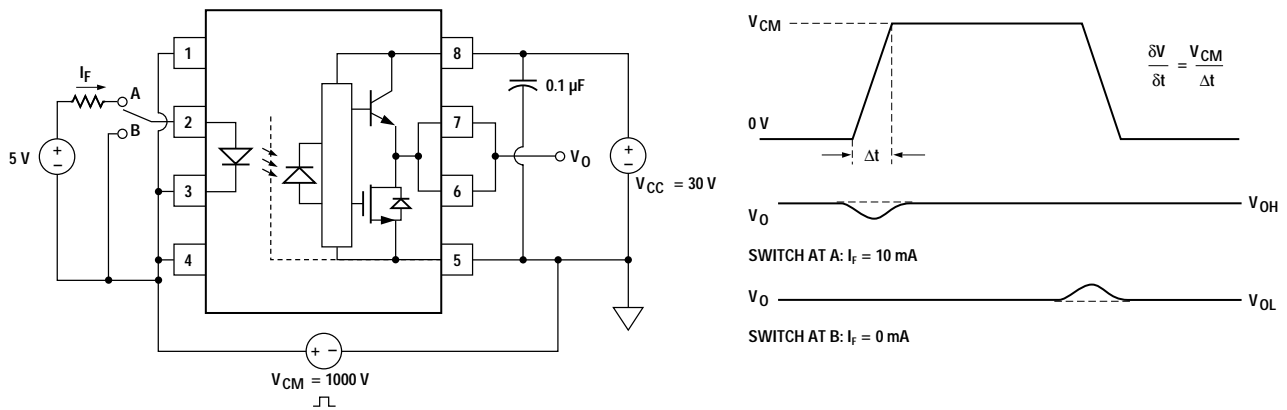 I_F
A
B
5 V
+
–
1
2
3
4
8
7
6
5
0.1 µF
V_O
+
–
V_CC = 30 V
+ –
V_CM = 1000 V
V_CM
0 V
Δt
δV/δt = V_CM/Δt
V_O
V_OH
SWITCH AT A: I_F = 10 mA
V_O
V_OL
SWITCH AT B: I_F = 0 mA